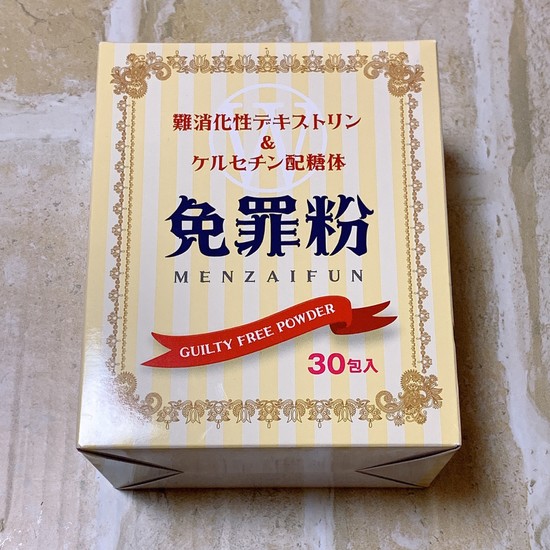 W
難消化性デキストリン
&
ケルセチン配糖体
免罪粉
MENZAIFUN
GUILTY FREE POWDER
30包入